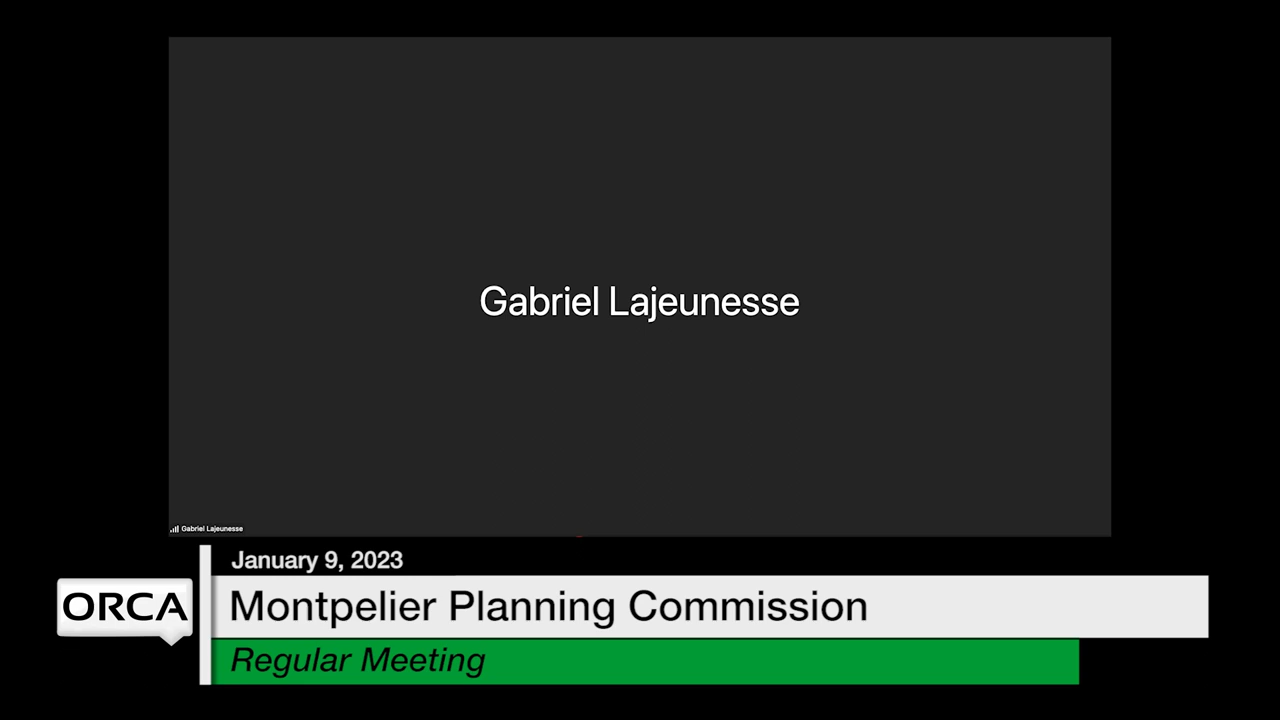 Gabriel Lajeunesse
Gabriel Lajeunesse
January 9, 2023
ORCA
Montpelier Planning Commission
Regular Meeting